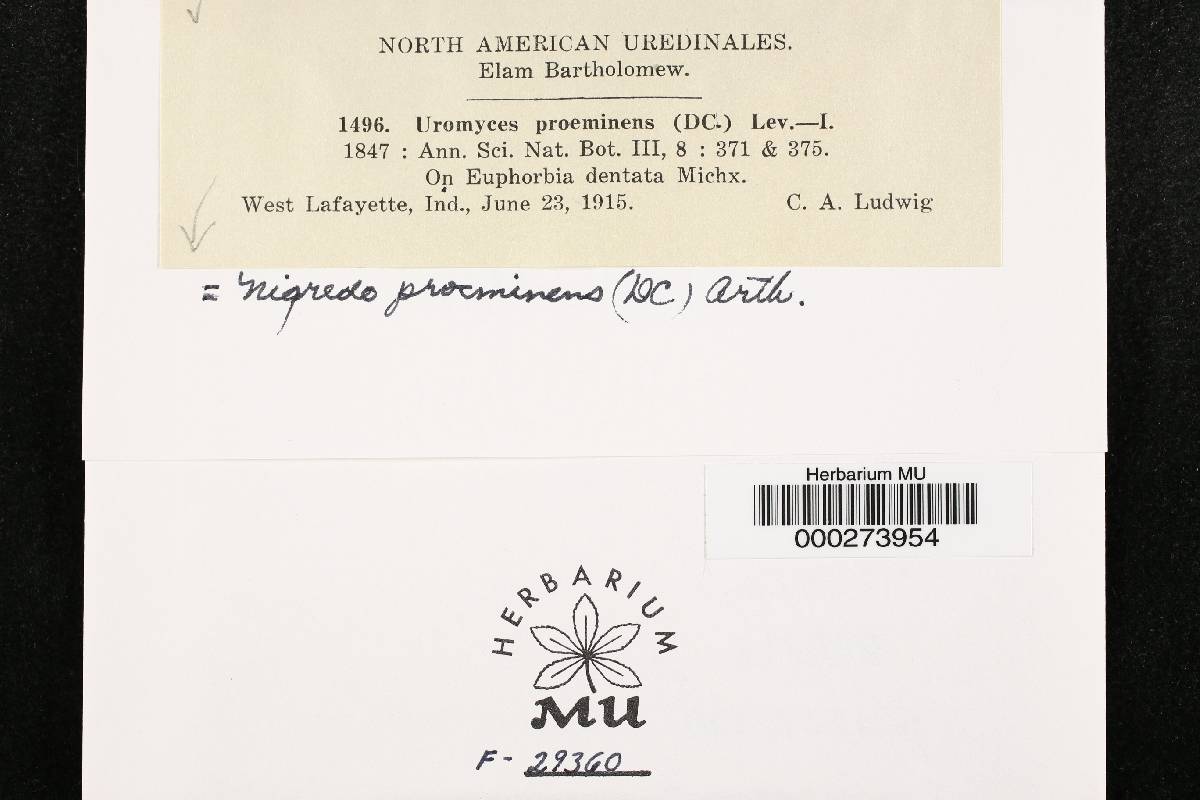 NORTH AMERICAN UREDINALES.
Elam Bartholomew.
1496. Uromyces proeminens (DC.) Lev.—I.
1847 : Ann. Sci. Nat. Bot. III, 8 : 371 & 375.
On Euphorbia dentata Michx.
West Lafayette, Ind., June 23, 1915. C. A. Ludwig
= Nigredo proeminens (DC) Arth.
Herbarium MU
000273954
HERBARIUM
MU
F- 29360